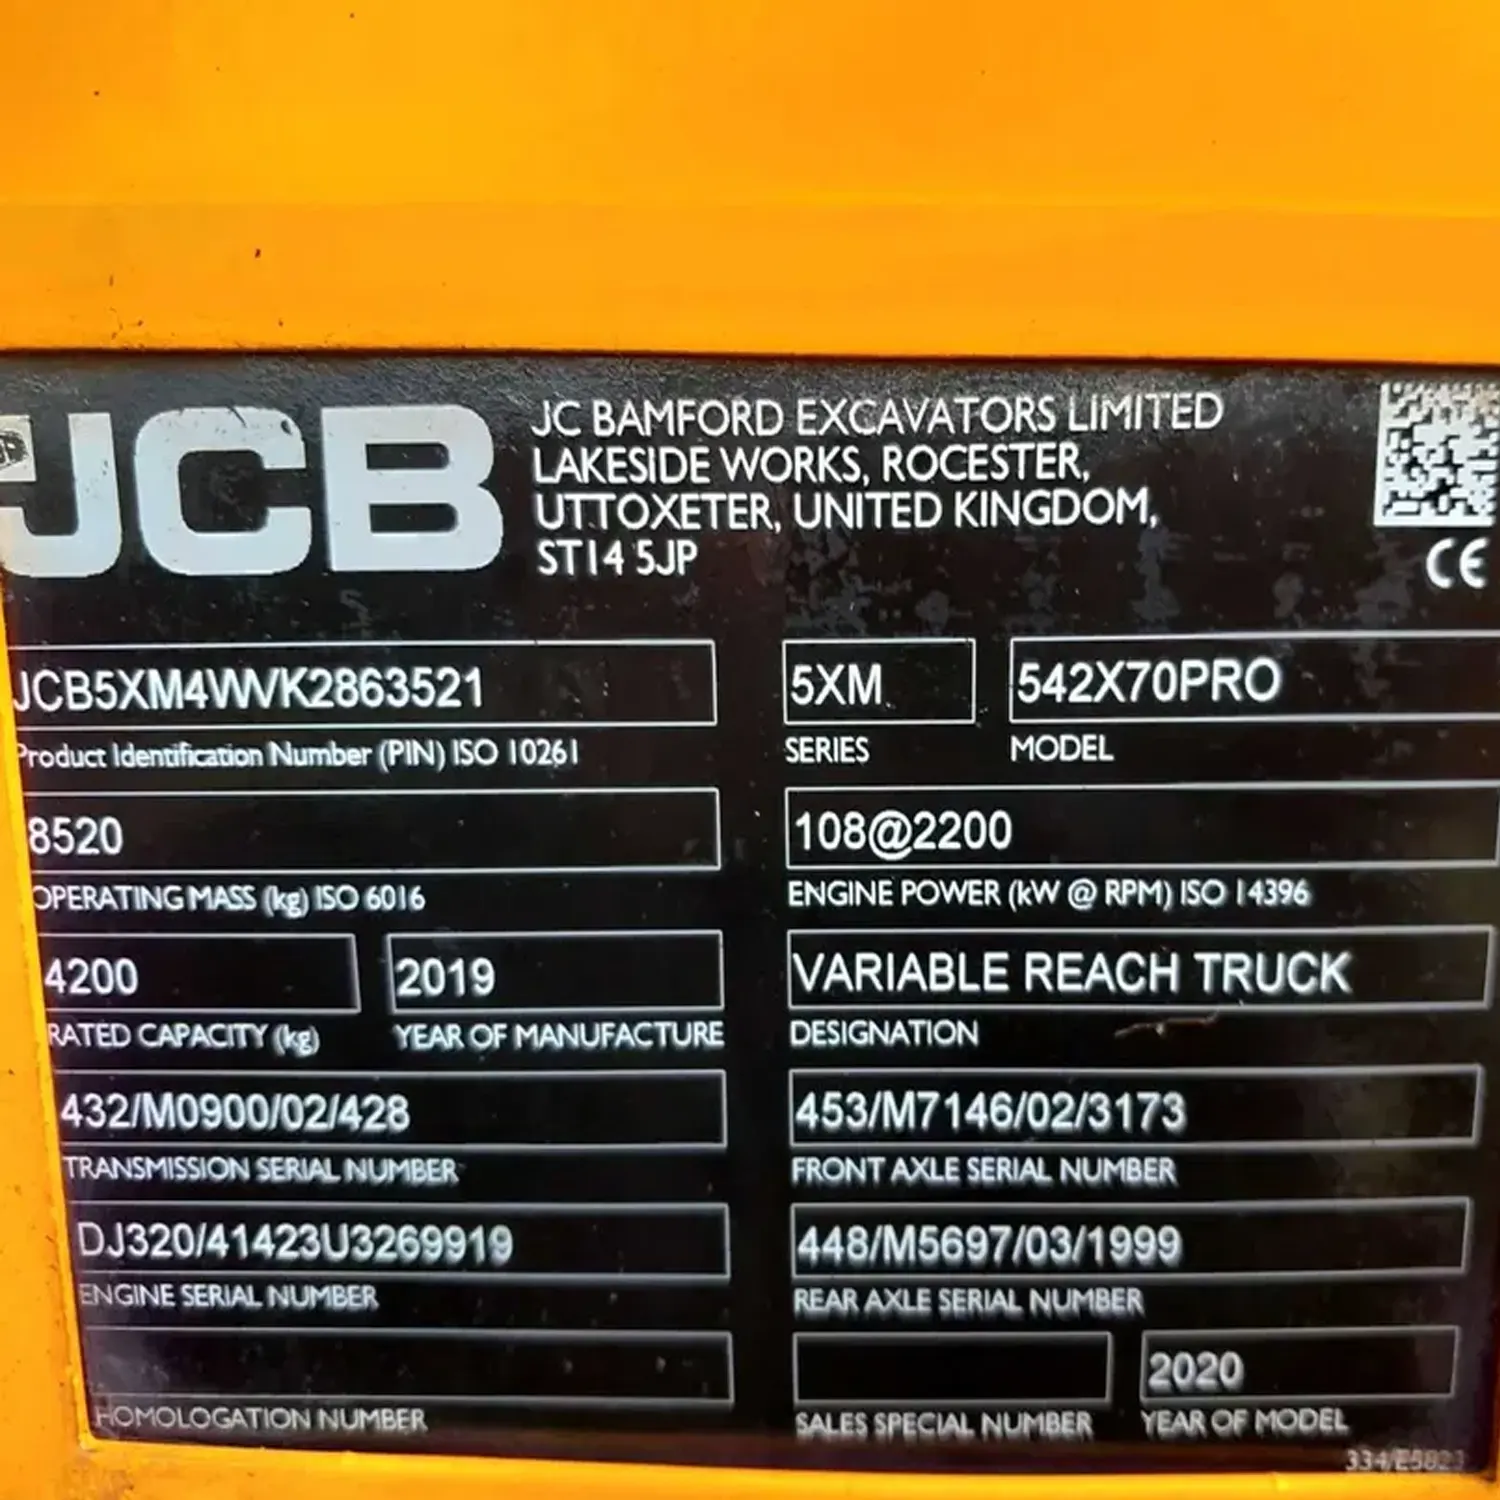 JCB
JC BAMFORD EXCAVATORS LIMITED
LAKESIDE WORKS, ROCESTER,
UTTOXETER, UNITED KINGDOM,
ST14 5JP
CE
JCB5XM4WVK2863521
Product Identification Number (PIN) ISO 10261
5XM
SERIES
542X70PRO
MODEL
8520
OPERATING MASS (kg) ISO 6016
108@2200
ENGINE POWER (kW @ RPM) ISO 14396
4200
RATED CAPACITY (kg)
2019
YEAR OF MANUFACTURE
VARIABLE REACH TRUCK
DESIGNATION
432/M0900/02/428
TRANSMISSION SERIAL NUMBER
453/M7146/02/3173
FRONT AXLE SERIAL NUMBER
DJ320/41423U3269919
ENGINE SERIAL NUMBER
448/M5697/03/1999
REAR AXLE SERIAL NUMBER
HOMOLOGATION NUMBER
SALES SPECIAL NUMBER
2020
YEAR OF MODEL